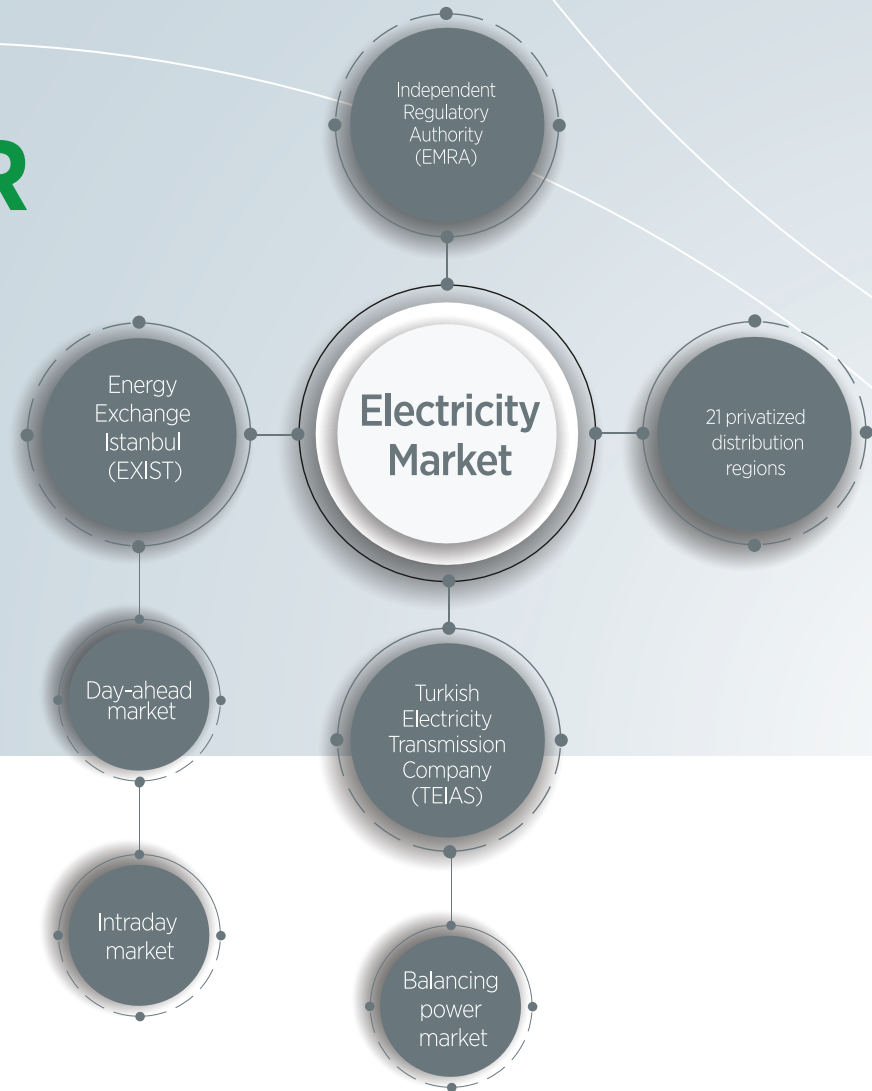 Independent
Regulatory
Authority
(EMRA)
R
Energy
Exchange
Istanbul
(EXIST)
Electricity
Market
21 privatized
distribution
regions
Day-ahead
market
Turkish
Electricity
Transmission
Company
(TEIAS)
Intraday
market
Balancing
power
market